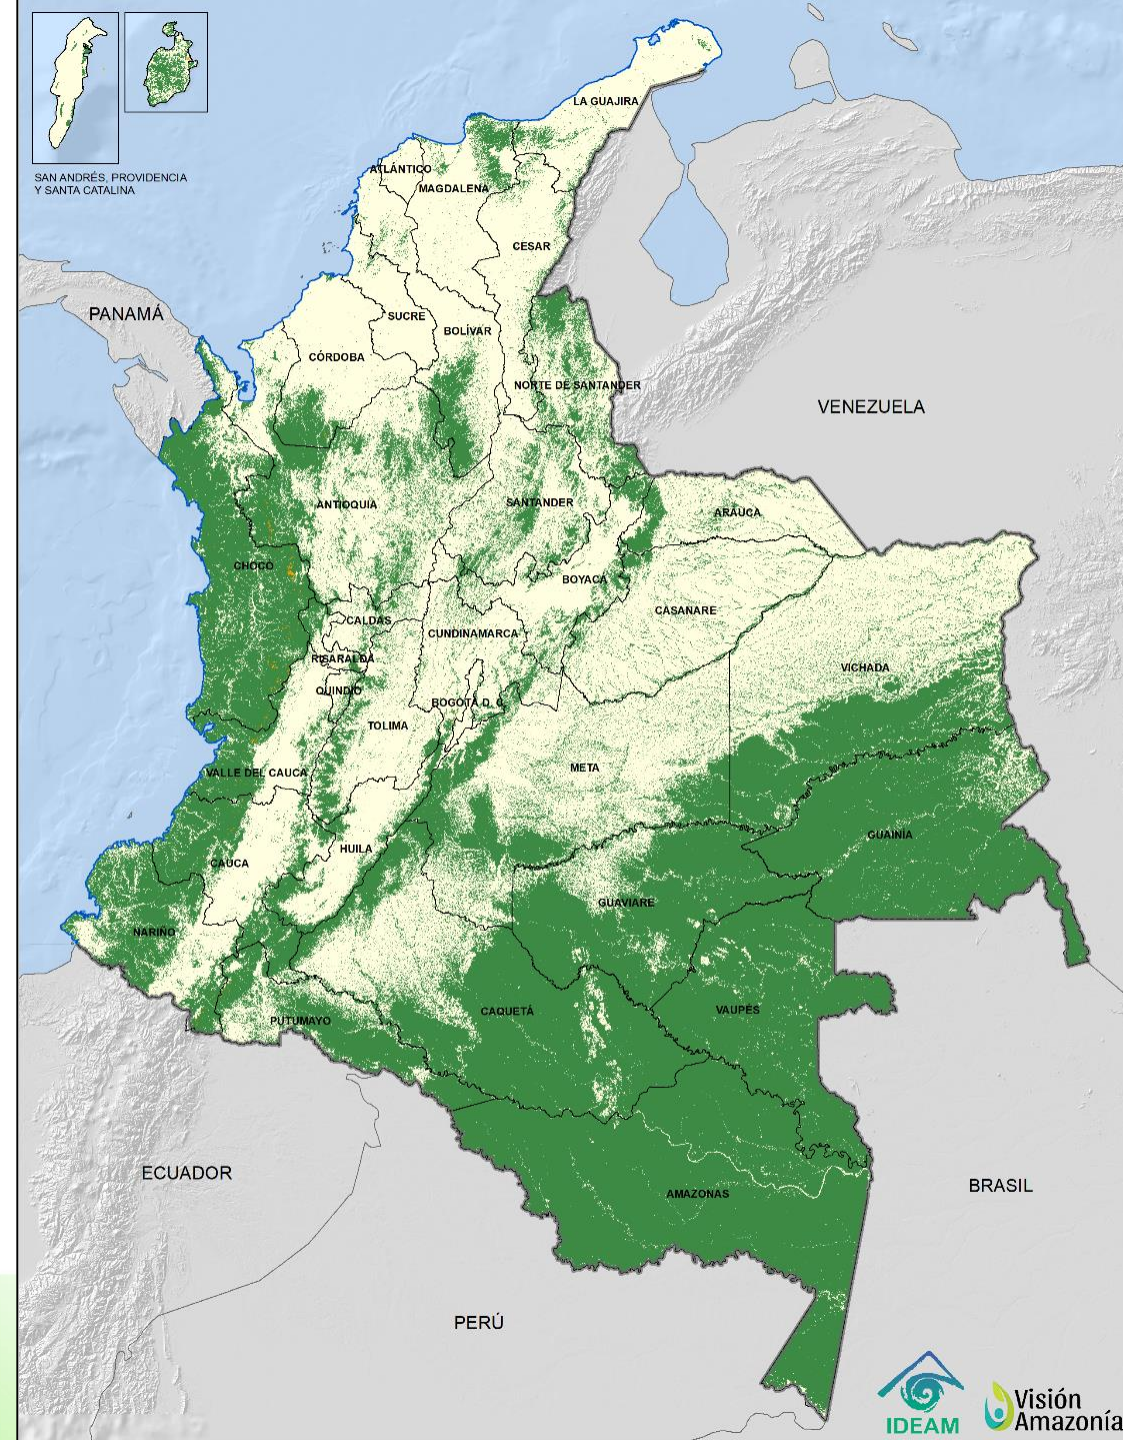 SAN ANDRÉS, PROVIDENCIA
Y SANTA CATALINA
LA GUAJIRA
ATLÁNTICO
MAGDALENA
CESAR
PANAMÁ
SUCRE
BOLÍVAR
CÓRDOBA
NORTE DE SANTANDER
VENEZUELA
ANTIOQUIA
SANTANDER
ARAUCA
CHOCÓ
BOYACÁ
CASANARE
CALDAS
CUNDINAMARCA
RISARALDA
VICHADA
QUINDIO
BOGOTÁ D. C.
TOLIMA
VALLE DEL CAUCA
META
GUAINÍA
HUILA
CAUCA
GUAVIARE
NARIÑO
CAQUETÁ
VAUPÉS
PUTUMAYO
ECUADOR
BRASIL
AMAZONAS
PERÚ
IDEAM
Visión
Amazonía